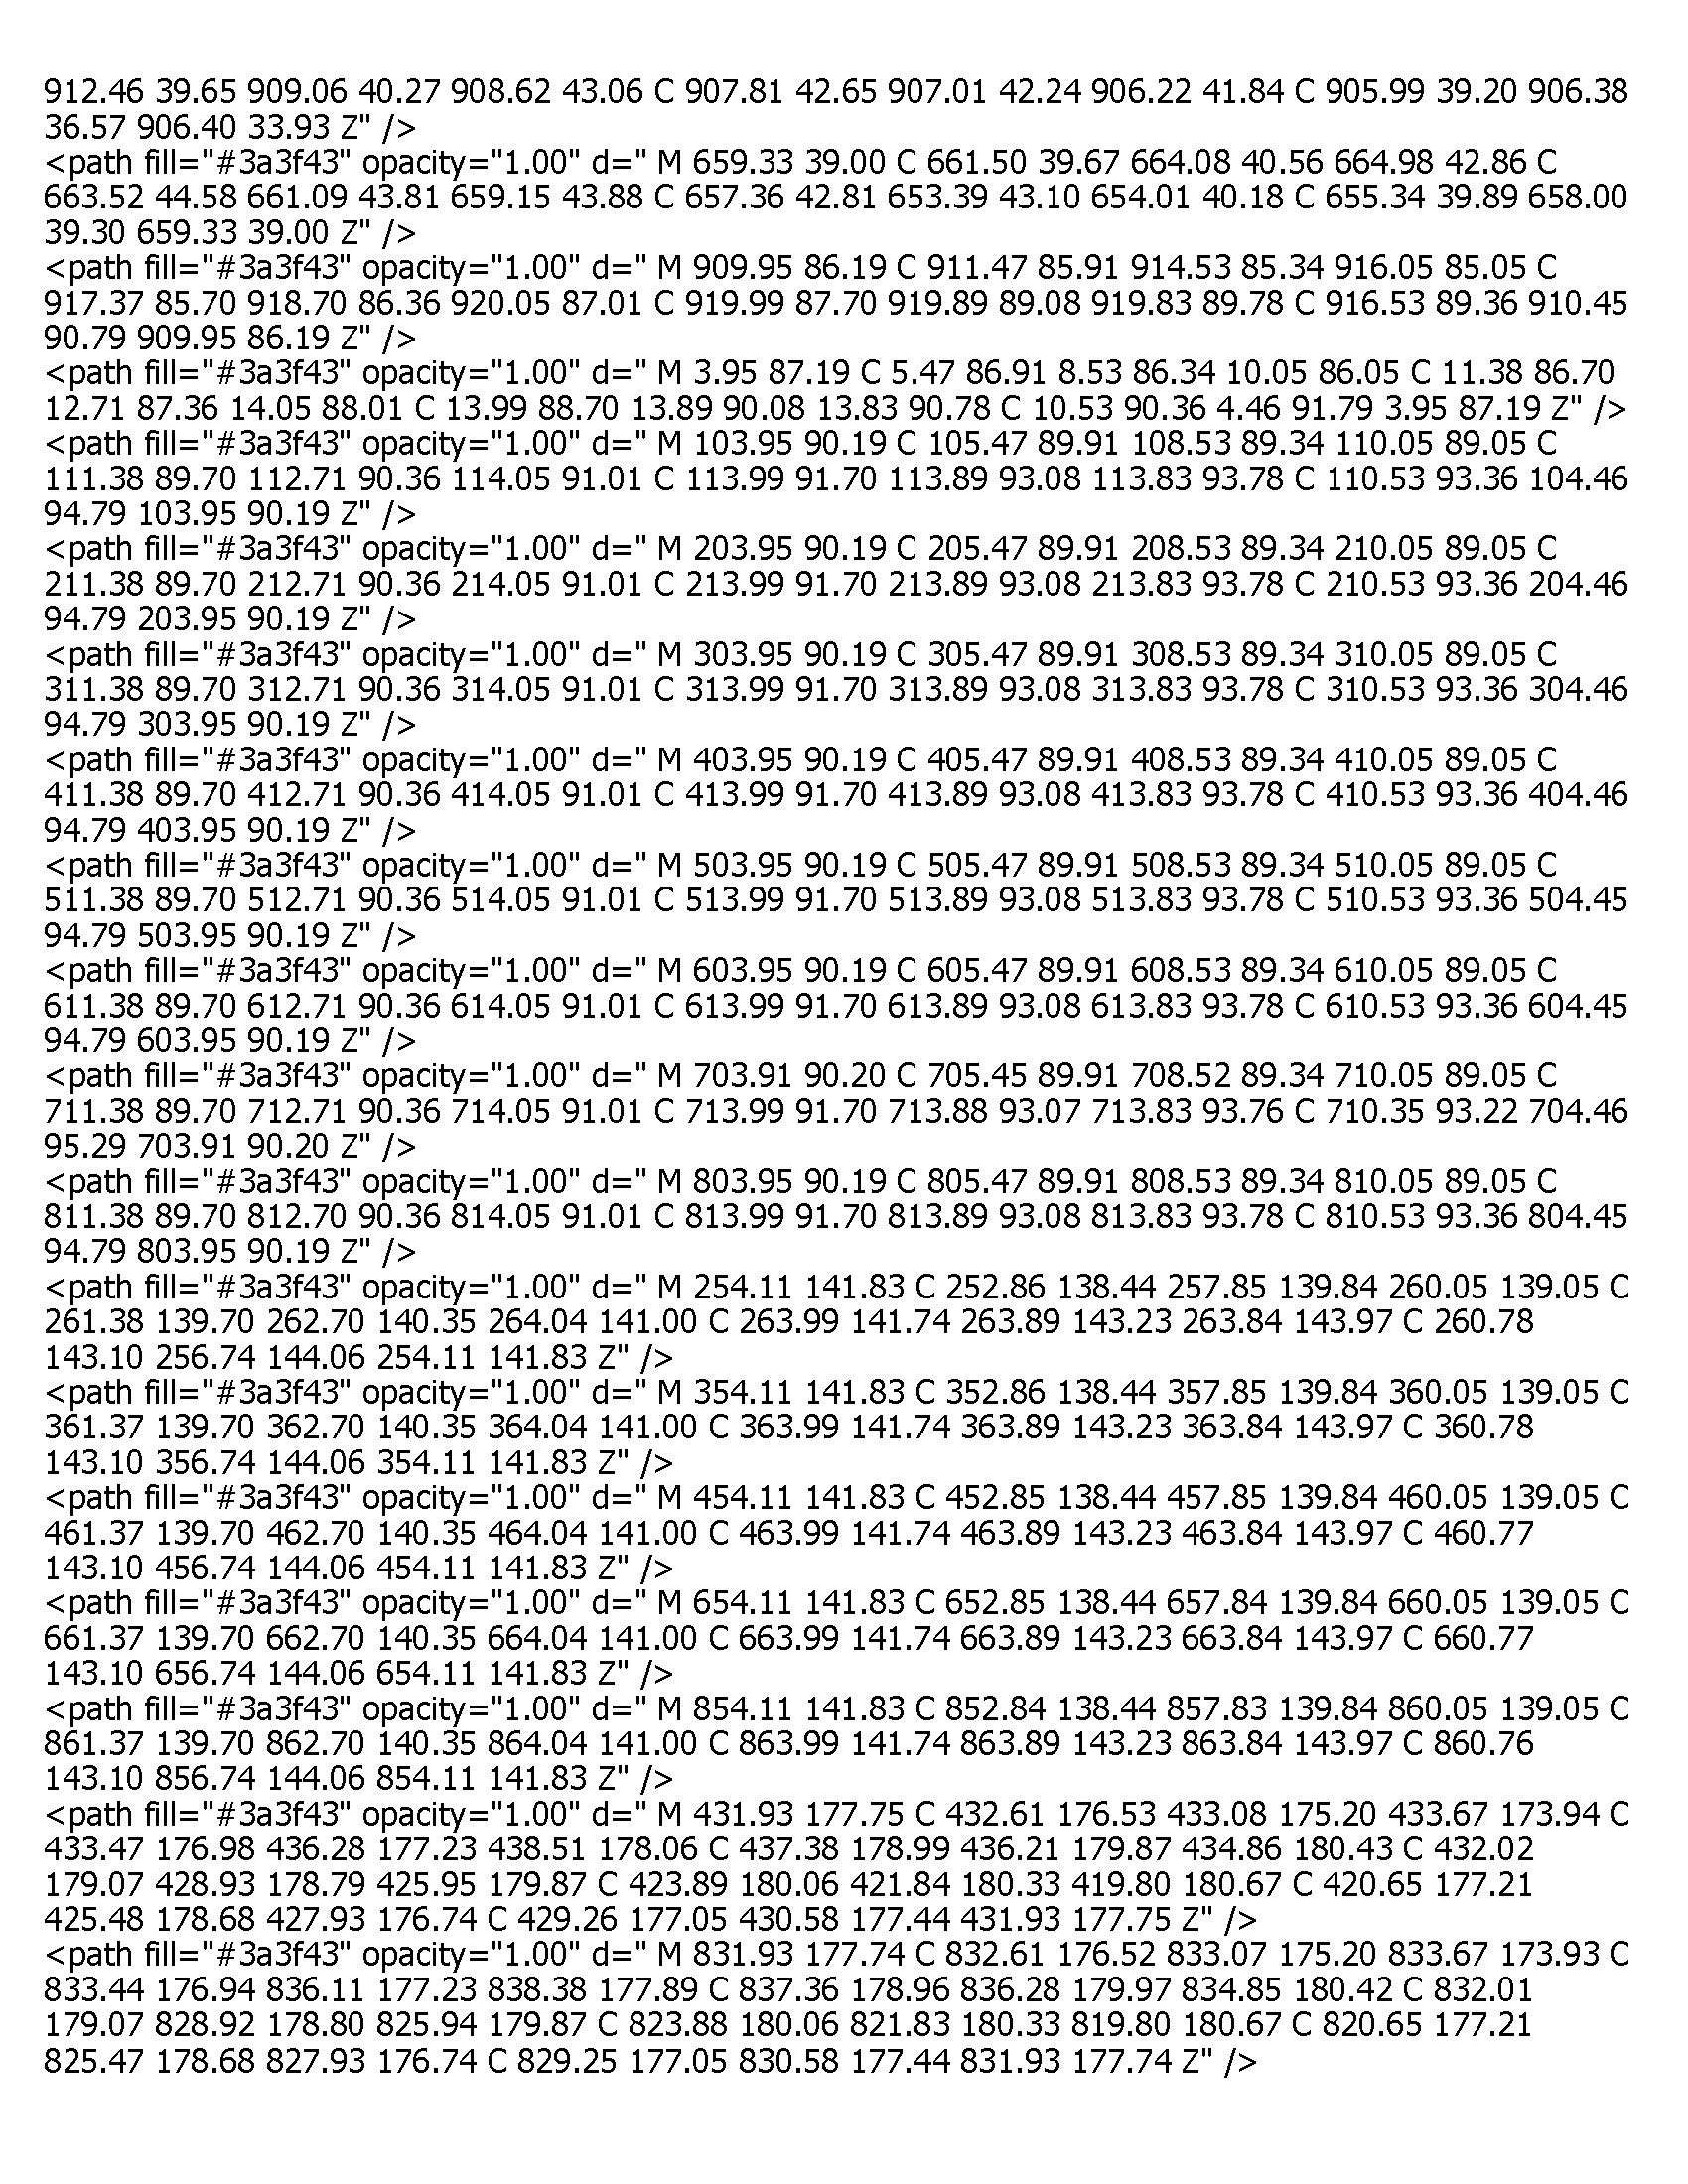 912.46 39.65 909.06 40.27 908.62 43.06 C 907.81 42.65 907.01 42.24 906.22 41.84 C 905.99 39.20 906.38
36.57 906.40 33.93 Z" />
<path fill="#3a3f43" opacity="1.00" d=" M 659.33 39.00 C 661.50 39.67 664.08 40.56 664.98 42.86 C
663.52 44.58 661.09 43.81 659.15 43.88 C 657.36 42.81 653.39 43.10 654.01 40.18 C 655.34 39.89 658.00
39.30 659.33 39.00 Z" />
<path fill="#3a3f43" opacity="1.00" d=" M 909.95 86.19 C 911.47 85.91 914.53 85.34 916.05 85.05 C
917.37 85.70 918.70 86.36 920.05 87.01 C 919.99 87.70 919.89 89.08 919.83 89.78 C 916.53 89.36 910.45
90.79 909.95 86.19 Z" />
<path fill="#3a3f43" opacity="1.00" d=" M 3.95 87.19 C 5.47 86.91 8.53 86.34 10.05 86.05 C 11.38 86.70
12.71 87.36 14.05 88.01 C 13.99 88.70 13.89 90.08 13.83 90.78 C 10.53 90.36 4.46 91.79 3.95 87.19 Z" />
<path fill="#3a3f43" opacity="1.00" d=" M 103.95 90.19 C 105.47 89.91 108.53 89.34 110.05 89.05 C
111.38 89.70 112.71 90.36 114.05 91.01 C 113.99 91.70 113.89 93.08 113.83 93.78 C 110.53 93.36 104.46
94.79 103.95 90.19 Z" />
<path fill="#3a3f43" opacity="1.00" d=" M 203.95 90.19 C 205.47 89.91 208.53 89.34 210.05 89.05 C
211.38 89.70 212.71 90.36 214.05 91.01 C 213.99 91.70 213.89 93.08 213.83 93.78 C 210.53 93.36 204.46
94.79 203.95 90.19 Z" />
<path fill="#3a3f43" opacity="1.00" d=" M 303.95 90.19 C 305.47 89.91 308.53 89.34 310.05 89.05 C
311.38 89.70 312.71 90.36 314.05 91.01 C 313.99 91.70 313.89 93.08 313.83 93.78 C 310.53 93.36 304.46
94.79 303.95 90.19 Z" />
<path fill="#3a3f43" opacity="1.00" d=" M 403.95 90.19 C 405.47 89.91 408.53 89.34 410.05 89.05 C
411.38 89.70 412.71 90.36 414.05 91.01 C 413.99 91.70 413.89 93.08 413.83 93.78 C 410.53 93.36 404.46
94.79 403.95 90.19 Z" />
<path fill="#3a3f43" opacity="1.00" d=" M 503.95 90.19 C 505.47 89.91 508.53 89.34 510.05 89.05 C
511.38 89.70 512.71 90.36 514.05 91.01 C 513.99 91.70 513.89 93.08 513.83 93.78 C 510.53 93.36 504.45
94.79 503.95 90.19 Z" />
<path fill="#3a3f43" opacity="1.00" d=" M 603.95 90.19 C 605.47 89.91 608.53 89.34 610.05 89.05 C
611.38 89.70 612.71 90.36 614.05 91.01 C 613.99 91.70 613.89 93.08 613.83 93.78 C 610.53 93.36 604.45
94.79 603.95 90.19 Z" />
<path fill="#3a3f43" opacity="1.00" d=" M 703.91 90.20 C 705.45 89.91 708.52 89.34 710.05 89.05 C
711.38 89.70 712.71 90.36 714.05 91.01 C 713.99 91.70 713.88 93.07 713.83 93.76 C 710.35 93.22 704.46
95.29 703.91 90.20 Z" />
<path fill="#3a3f43" opacity="1.00" d=" M 803.95 90.19 C 805.47 89.91 808.53 89.34 810.05 89.05 C
811.38 89.70 812.70 90.36 814.05 91.01 C 813.99 91.70 813.89 93.08 813.83 93.78 C 810.53 93.36 804.45
94.79 803.95 90.19 Z" />
<path fill="#3a3f43" opacity="1.00" d=" M 254.11 141.83 C 252.86 138.44 257.85 139.84 260.05 139.05 C
261.38 139.70 262.70 140.35 264.04 141.00 C 263.99 141.74 263.89 143.23 263.84 143.97 C 260.78
143.10 256.74 144.06 254.11 141.83 Z" />
<path fill="#3a3f43" opacity="1.00" d=" M 354.11 141.83 C 352.86 138.44 357.85 139.84 360.05 139.05 C
361.37 139.70 362.70 140.35 364.04 141.00 C 363.99 141.74 363.89 143.23 363.84 143.97 C 360.78
143.10 356.74 144.06 354.11 141.83 Z" />
<path fill="#3a3f43" opacity="1.00" d=" M 454.11 141.83 C 452.85 138.44 457.85 139.84 460.05 139.05 C
461.37 139.70 462.70 140.35 464.04 141.00 C 463.99 141.74 463.89 143.23 463.84 143.97 C 460.77
143.10 456.74 144.06 454.11 141.83 Z" />
<path fill="#3a3f43" opacity="1.00" d=" M 654.11 141.83 C 652.85 138.44 657.84 139.84 660.05 139.05 C
661.37 139.70 662.70 140.35 664.04 141.00 C 663.99 141.74 663.89 143.23 663.84 143.97 C 660.77
143.10 656.74 144.06 654.11 141.83 Z" />
<path fill="#3a3f43" opacity="1.00" d=" M 854.11 141.83 C 852.84 138.44 857.83 139.84 860.05 139.05 C
861.37 139.70 862.70 140.35 864.04 141.00 C 863.99 141.74 863.89 143.23 863.84 143.97 C 860.76
143.10 856.74 144.06 854.11 141.83 Z" />
<path fill="#3a3f43" opacity="1.00" d=" M 431.93 177.75 C 432.61 176.53 433.08 175.20 433.67 173.94 C
433.47 176.98 436.28 177.23 438.51 178.06 C 437.38 178.99 436.21 179.87 434.86 180.43 C 432.02
179.07 428.93 178.79 425.95 179.87 C 423.89 180.06 421.84 180.33 419.80 180.67 C 420.65 177.21
425.48 178.68 427.93 176.74 C 429.26 177.05 430.58 177.44 431.93 177.75 Z" />
<path fill="#3a3f43" opacity="1.00" d=" M 831.93 177.74 C 832.61 176.52 833.07 175.20 833.67 173.93 C
833.44 176.94 836.11 177.23 838.38 177.89 C 837.36 178.96 836.28 179.97 834.85 180.42 C 832.01
179.07 828.92 178.80 825.94 179.87 C 823.88 180.06 821.83 180.33 819.80 180.67 C 820.65 177.21
825.47 178.68 827.93 176.74 C 829.25 177.05 830.58 177.44 831.93 177.74 Z" />